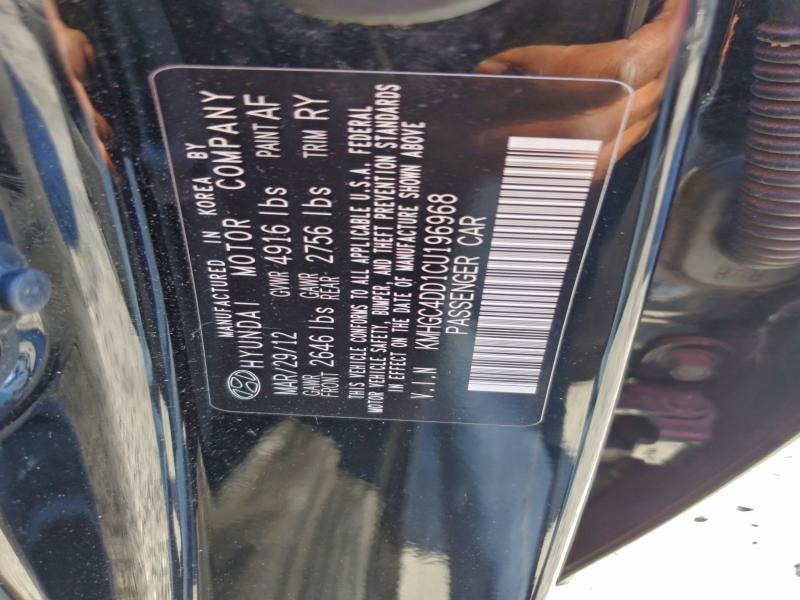 MANUFACTURED IN KOREA BY
HYUNDAI MOTOR COMPANY
MAR/29/12 GVWR 4916 lbs PAINT AF
GAWR FRONT 2646 lbs GAWR REAR 2756 lbs TRIM RY
THIS VEHICLE CONFORMS TO ALL APPLICABLE U.S.A. FEDERAL
MOTOR VEHICLE SAFETY, BUMPER, AND THEFT PREVENTION STANDARDS
IN EFFECT ON THE DATE OF MANUFACTURE SHOWN ABOVE
V.I.N KMHGC4DD1CU196968
PASSENGER CAR